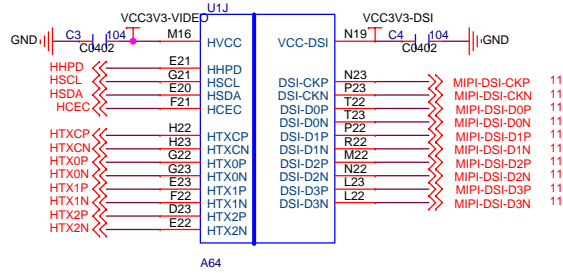 U1J
VCC3V3-VIDEO VCC3V3-DSI
GND C3 104 C0402 M16 HVCC VCC-DSI N19 C4 104 C0402 GND
HHPD E21 HHPD
HSCL G21 HSCL DSI-CKP N23 MIPI-DSI-CKP 11
HSDA E20 HSDA DSI-CKN P23 MIPI-DSI-CKN 11
HCEC F21 HCEC DSI-D0P T22 MIPI-DSI-D0P 11
DSI-D0N T23 MIPI-DSI-D0N 11
HTXCP H22 HTXCP DSI-D1P P22 MIPI-DSI-D1P 11
HTXCN H23 HTXCN DSI-D1N R22 MIPI-DSI-D1N 11
HTX0P G22 HTX0P DSI-D2P M22 MIPI-DSI-D2P 11
HTX0N G23 HTX0N DSI-D2N N22 MIPI-DSI-D2N 11
HTX1P E23 HTX1P DSI-D3P L23 MIPI-DSI-D3P 11
HTX1N F22 HTX1N DSI-D3N L22 MIPI-DSI-D3N 11
HTX2P D23 HTX2P
HTX2N E22 HTX2N
A64